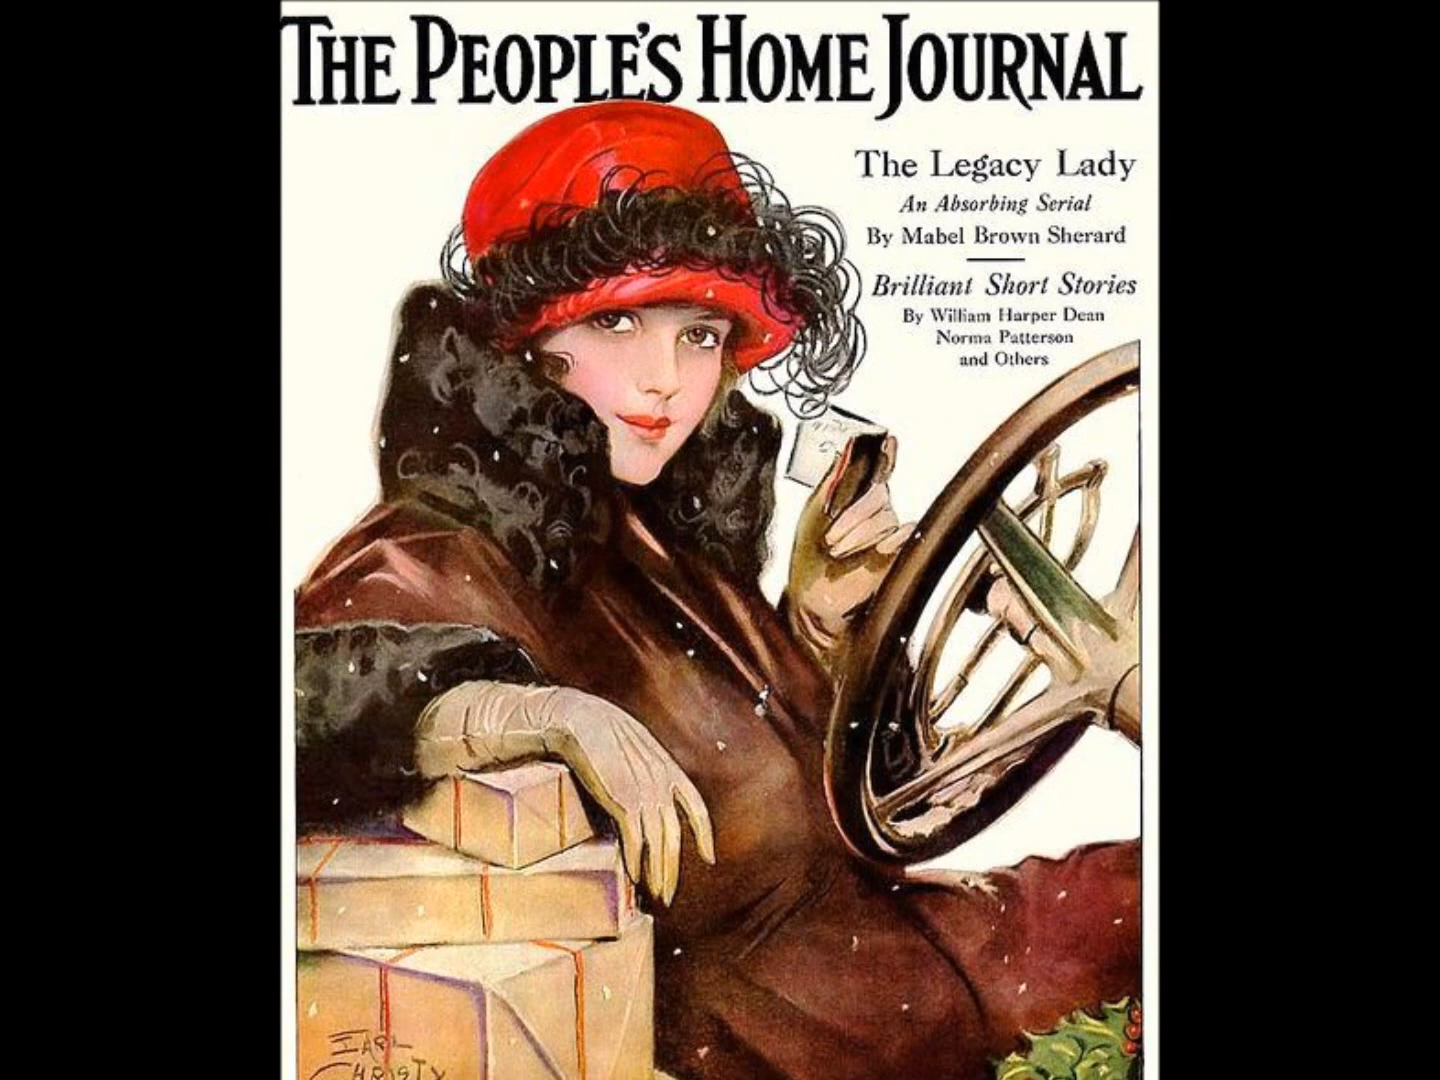 THE PEOPLE'S HOME JOURNAL
The Legacy Lady
An Absorbing Serial
By Mabel Brown Sherard
Brilliant Short Stories
By William Harper Dean
Norma Patterson
and Others
EARL
CHRISTY